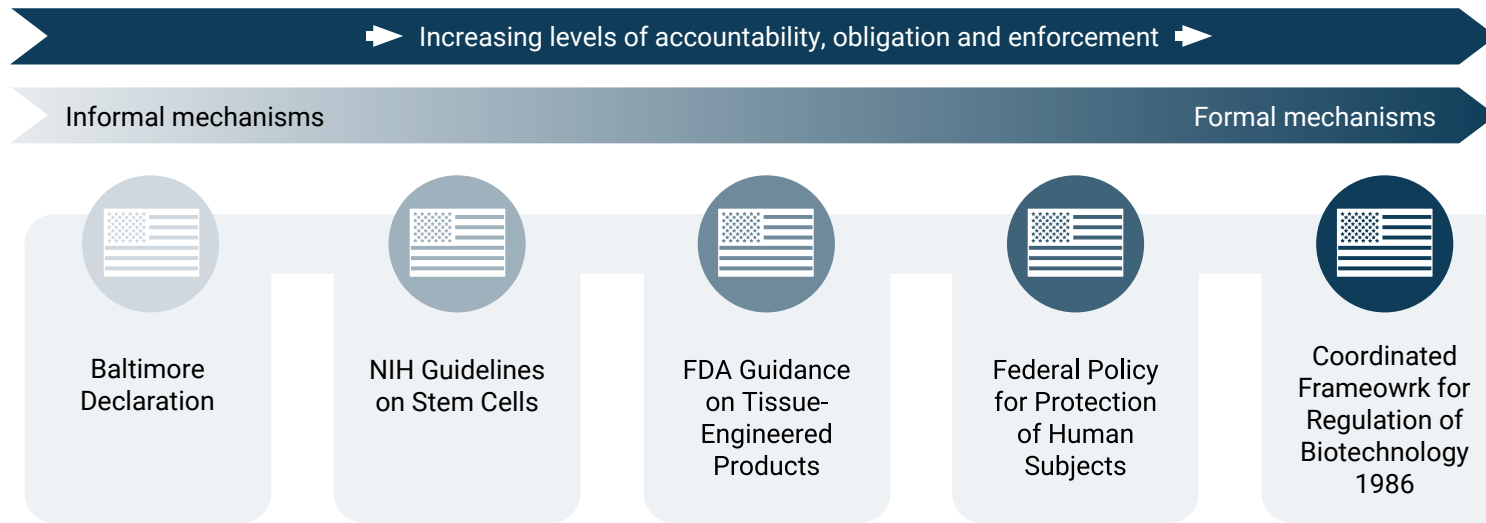 Increasing levels of accountability, obligation and enforcement
Informal mechanisms
Formal mechanisms
Baltimore
Declaration
NIH Guidelines
on Stem Cells
FDA Guidance
on Tissue-
Engineered
Products
Federal Policy
for Protection
of Human
Subjects
Coordinated
Frameowrk for
Regulation of
Biotechnology
1986